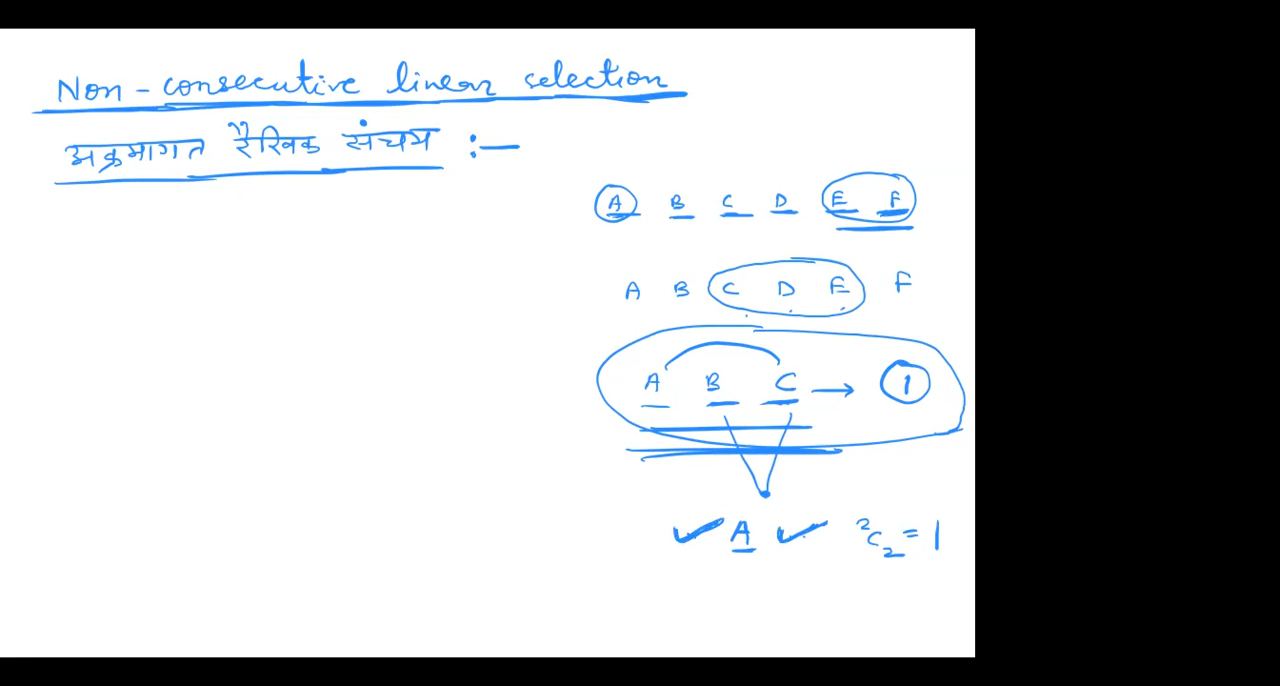 Non-consecutive linear selection
अक्रमागत रैखिक संचय :—
A B C D E F
A B C D E F
A B C → 1
✓ A ✓ ²C₂ = 1